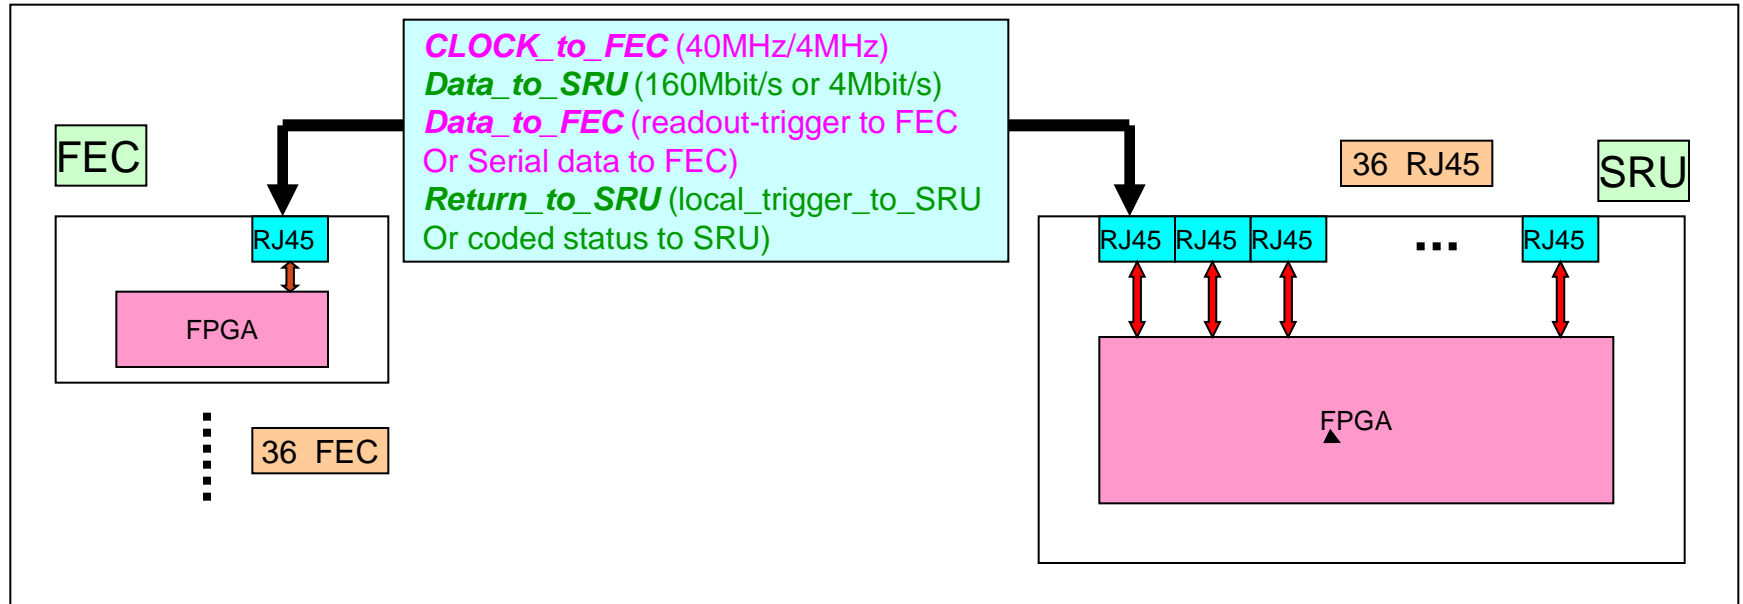 CLOCK_to_FEC (40MHz/4MHz)
Data_to_SRU (160Mbit/s or 4Mbit/s)
Data_to_FEC (readout-trigger to FEC
Or Serial data to FEC)
Return_to_SRU (local_trigger_to_SRU
Or coded status to SRU)
FEC
36 RJ45
SRU
RJ45
RJ45 RJ45 RJ45 ... RJ45
FPGA
FPGA
36 FEC